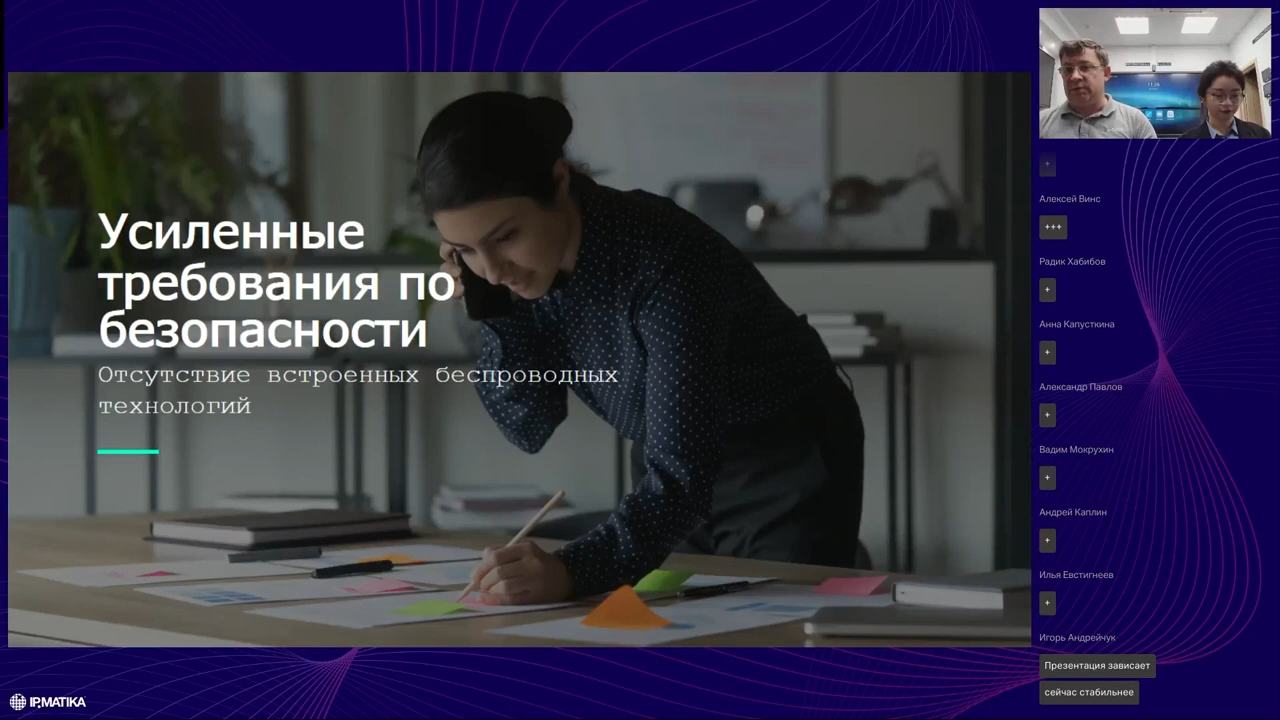 Усиленные
требования по
безопасности
Отсутствие встроенных беспроводных
технологий
IPMATIKA
+
Алексей Винс
+++
Радик Хабибов
+
Анна Капусткина
+
Александр Павлов
+
Вадим Мокрухин
+
Андрей Каплин
+
Илья Евстигнеев
+
Игорь Андрейчук
Презентация зависает
сейчас стабильнее